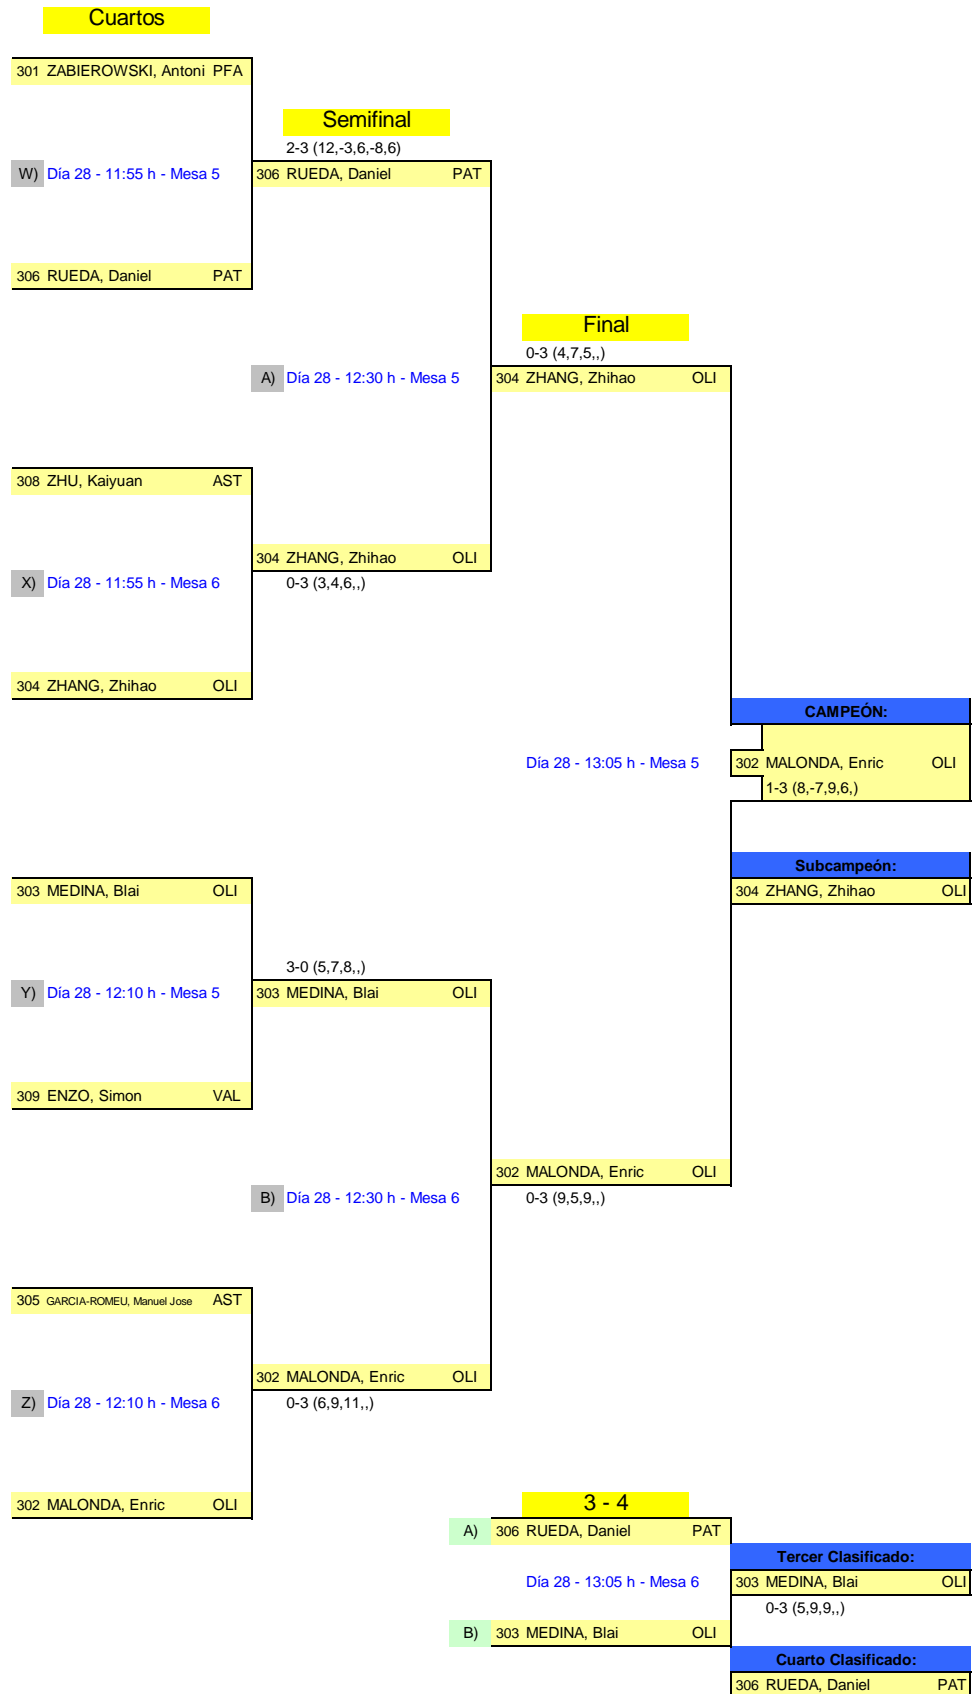 Cuartos
301 ZABIEROWSKI, Antoni PFA
Semifinal
2-3 (12,-3,6,-8,6)
W) Día 28 - 11:55 h - Mesa 5
306 RUEDA, Daniel PAT
306 RUEDA, Daniel PAT
Final
0-3 (4,7,5,,)
A) Día 28 - 12:30 h - Mesa 5
304 ZHANG, Zhihao OLI
308 ZHU, Kaiyuan AST
304 ZHANG, Zhihao OLI
X) Día 28 - 11:55 h - Mesa 6
0-3 (3,4,6,,)
304 ZHANG, Zhihao OLI
CAMPEÓN:
Día 28 - 13:05 h - Mesa 5
302 MALONDA, Enric OLI
1-3 (8,-7,9,6,)
Subcampeón:
303 MEDINA, Blai OLI
304 ZHANG, Zhihao OLI
3-0 (5,7,8,,)
Y) Día 28 - 12:10 h - Mesa 5
303 MEDINA, Blai OLI
309 ENZO, Simon VAL
302 MALONDA, Enric OLI
B) Día 28 - 12:30 h - Mesa 6
0-3 (9,5,9,,)
305 GARCIA-ROMEU, Manuel Jose AST
302 MALONDA, Enric OLI
Z) Día 28 - 12:10 h - Mesa 6
0-3 (6,9,11,,)
302 MALONDA, Enric OLI
3 - 4
A) 306 RUEDA, Daniel PAT
Tercer Clasificado:
Día 28 - 13:05 h - Mesa 6
303 MEDINA, Blai OLI
0-3 (5,9,9,,)
B) 303 MEDINA, Blai OLI
Cuarto Clasificado:
306 RUEDA, Daniel PAT